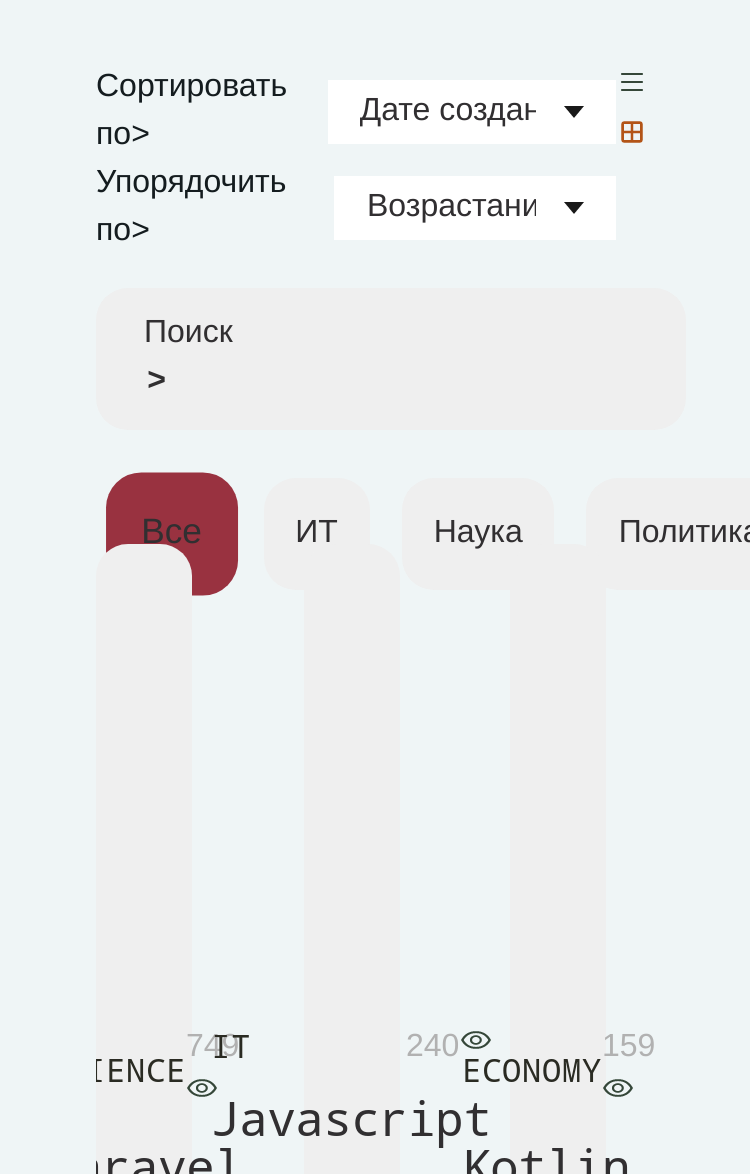 Сортировать
по>
Дате создан
Упорядочить
по>
Возрастани
Поиск
>
Все ИТ Наука Политика
749 IT 240 159
IENCE ECONOMY
Javascript
ravel Kotlin